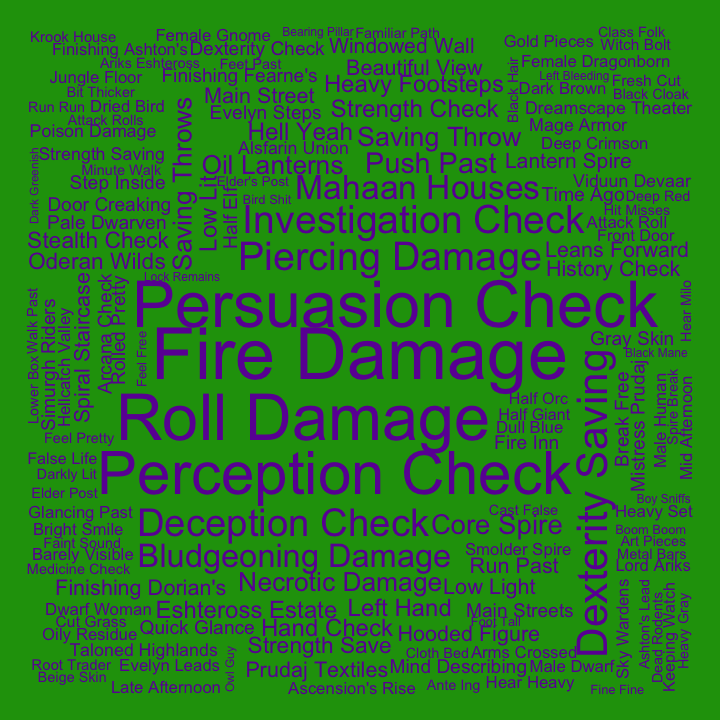 Krook House
Female Gnome
Bearing Pillar
Familiar Path
Gold Pieces
Class Folk
Witch Bolt
Finishing Ashton's
Dexterity Check
Windowed Wall
Ariks Eshteross
Feet Past
Beautiful View
Black Hair
Female Dragonborn
Jungle Floor
Finishing Fearne's
Heavy Footsteps
Left Bleeding
Bit Thicker
Main Street
Dark Brown
Fresh Cut
Black Cloak
Run Run
Dried Bird
Evelyn Steps
Strength Check
Dreamscape Theater
Attack Rolls
Poison Damage
Saving Throws
Hell Yeah
Saving Throw
Mage Armor
Alsfarin Union
Deep Crimson
Dark Greenish
Strength Saving
Oil Lanterns
Push Past
Lantern Spire
Minute Walk
Step Inside
Low Lit
Half Elf
Elder's Post
Mahaan Houses
Viduun Devaar
Time Ago
Deep Red
Door Creaking
Bird Shit
Hit Misses
Pale Dwarven
Investigation Check
Attack Roll
Front Door
Stealth Check
Piercing Damage
Leans Forward
Oderan Wilds
History Check
Lock Remains
Lower Box
Walk Past
Simurgh Riders
Hellcatch Valley
Spiral Staircase
Arcana Check
Rolled Pretty
Feel Free
Persuasion Check
Hear Milo
Fire Damage
Gray Skin
Black Mane
Roll Damage
Half Orc
Half Giant
Dull Blue
Fire Inn
Dexterity Saving
Break Free
Mistress Prudaj
Male Human
Spire Break
Mid Afternoon
Feel Pretty
False Life
Perception Check
Darkly Lit
Elder Post
Boy Sniffs
Glancing Past
Deception Check
Core Spire
Cast False
Heavy Set
Bright Smile
Boom Boom
Faint Sound
Art Pieces
Barely Visible
Bludgeoning Damage
Smolder Spire
Metal Bars
Medicine Check
Run Past
Lord Ariks
Finishing Dorian's
Necrotic Damage
Low Light
Sky Wardens
Ashton's Lead
Dead Rodents
Keeping Watch
Heavy Gray
Dwarf Woman
Eshteross Estate
Left Hand
Main Streets
Cut Grass
Foot Tall
Oily Residue
Quick Glance
Hand Check
Hooded Figure
Taloned Highlands
Strength Save
Cloth Bed
Arms Crossed
Root Trader
Evelyn Leads
Owl Guy
Prudaj Textiles
Mind Describing
Male Dwarf
Beige Skin
Late Afternoon
Ascension's Rise
Ante Ing
Hear Heavy
Fine Fine